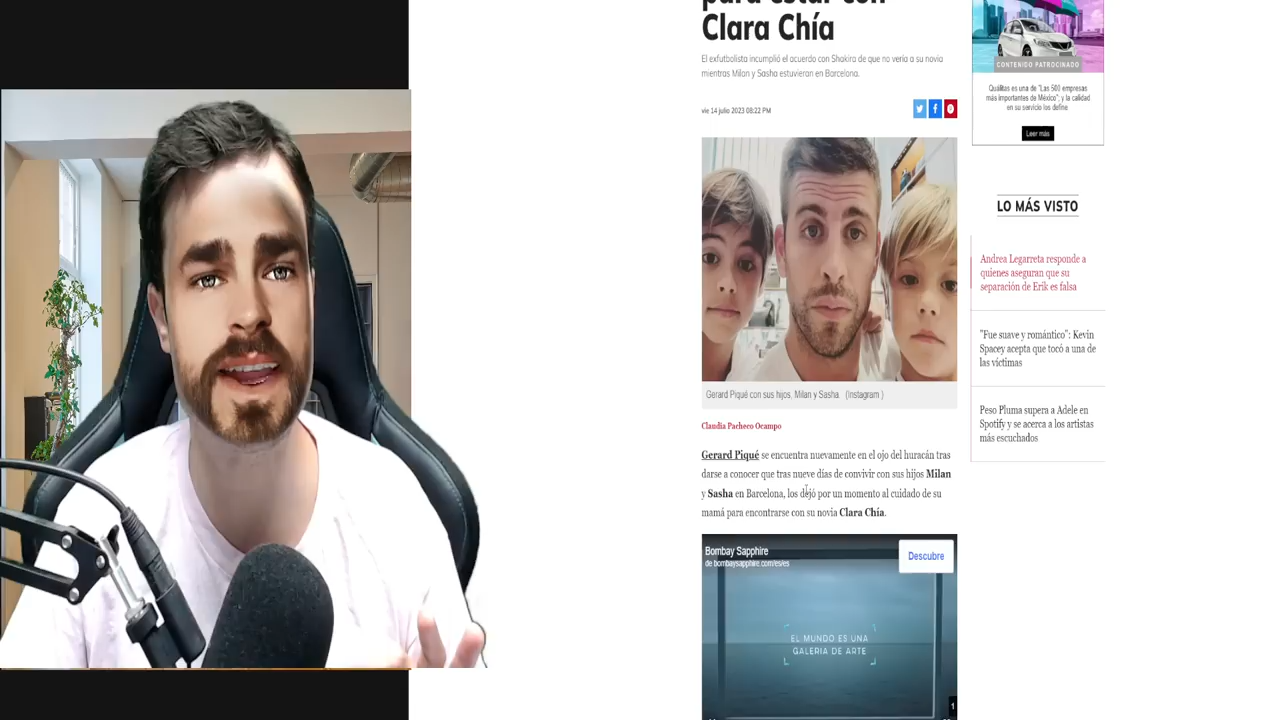 para estar con
Clara Chía
El exfutbolista incumplió el acuerdo con Shakira de que no vería a su novia
mientras Milan y Sasha estuvieran en Barcelona.
vie 14 julio 2023 08:22 PM
Gerard Piqué con sus hijos, Milan y Sasha. (Instagram )
Claudia Pacheco Ocampo
Gerard Piqué se encuentra nuevamente en el ojo del huracán tras
darse a conocer que tras nueve días de convivir con sus hijos Milan
y Sasha en Barcelona, los dejó por un momento al cuidado de su
mamá para encontrarse con su novia Clara Chía.
Bombay Sapphire
de bombaysapphire.com/es/es
Descubre
EL MUNDO ES UNA
GALERIA DE ARTE
1
CONTENIDO PATROCINADO
Quálitas es una de "Las 500 empresas
más importantes de México"; y la calidad
en su servicio los define
Leer más
LO MÁS VISTO
Andrea Legarreta responde a
quienes aseguran que su
separación de Erik es falsa
"Fue suave y romántico": Kevin
Spacey acepta que tocó a una de
las víctimas
Peso Pluma supera a Adele en
Spotify y se acerca a los artistas
más escuchados